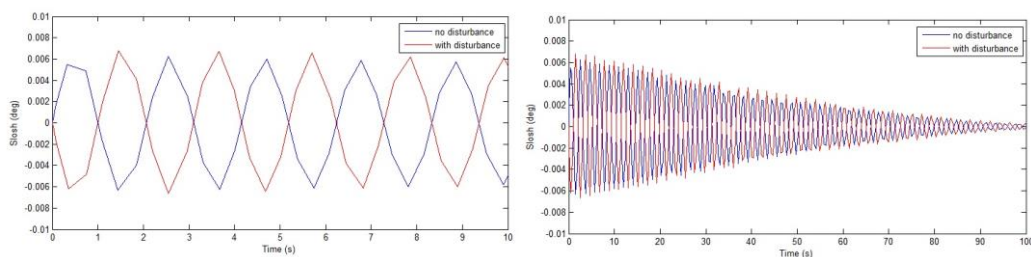 0.01
0.008
0.006
0.004
0.002
0
-0.002
-0.004
-0.006
-0.008
-0.01
Slosh (deg)
no disturbance
with disturbance
0 1 2 3 4 5 6 7 8 9 10
Time (s)
0.01
0.008
0.006
0.004
0.002
0
-0.002
-0.004
-0.006
-0.008
-0.01
Slosh (deg)
no disturbance
with disturbance
0 10 20 30 40 50 60 70 80 90 100
Time (s)